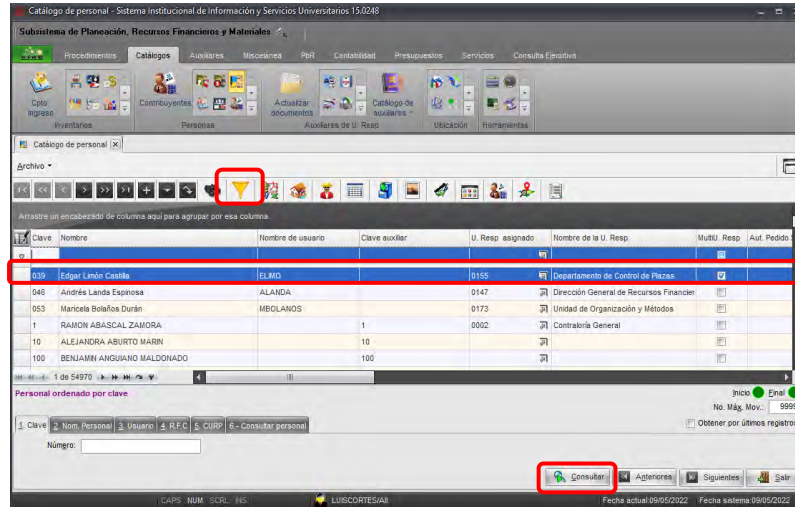 Catálogo de personal - Sistema Institucional de Información y Servicios Universitarios 15.0248
Subsistema de Planeación, Recursos Financieros y Materiales
Procedimientos Catálogos Auxiliares Miscelánea PbR Contabilidad Presupuestos Servicios Consulta Ejecutiva
Cpto Ingreso
Contribuyentes
Actualizar documentos
Catálogo de auxiliares
Inventarios Personas Auxiliares de U. Resp Ubicación Herramientas
Catálogo de personal
Archivo
Arrastre un encabezado de columna aquí para agrupar por esa columna
Clave Nombre Nombre de usuario Clave auxiliar U. Resp asignado Nombre de la U. Resp. MultiU. Resp Aut. Pedido
039 Edgar Limón Castilla ELIMO 0155 Departamento de Control de Plazas
046 Andrés Landa Espinosa ALANDA 0147 Dirección General de Recursos Financier
053 Maricela Bolaños Durán MBOLANOS 0173 Unidad de Organización y Métodos
1 RAMON ABASCAL ZAMORA 1 0002 Contraloría General
10 ALEJANDRA ABURTO MARIN 10
100 BENJAMIN ANGUIANO MALDONADO 100
1 de 54970
Personal ordenado por clave
Inicio Final
No. Máx. Mov.: 9999
1. Clave 2. Nom. Personal 3. Usuario 4. R.F.C 5. CURP 6.- Consultar personal
Obtener por últimos registros
Número:
Consultar Anteriores Siguientes Salir
CAPS NUM SCRL INS LUISCORTES/All Fecha actual:09/05/2022 Fecha sistema:09/05/2022